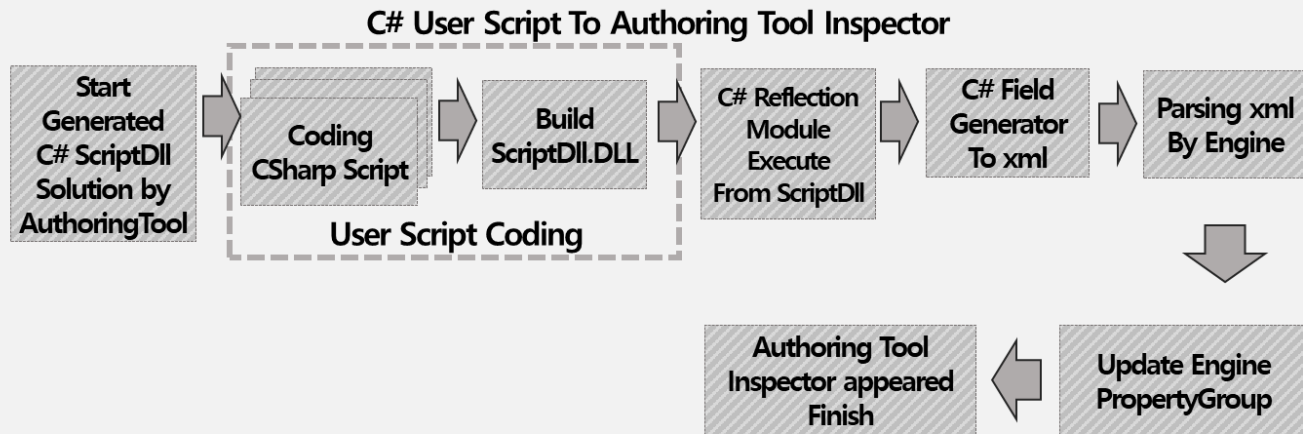 C# User Script To Authoring Tool Inspector
Start
Generated
C# ScriptDll
Solution by
AuthoringTool
Coding
CSharp Script
Build
ScriptDll.DLL
User Script Coding
C# Reflection
Module
Execute
From ScriptDll
C# Field
Generator
To xml
Parsing xml
By Engine
Update Engine
PropertyGroup
Authoring Tool
Inspector appeared
Finish